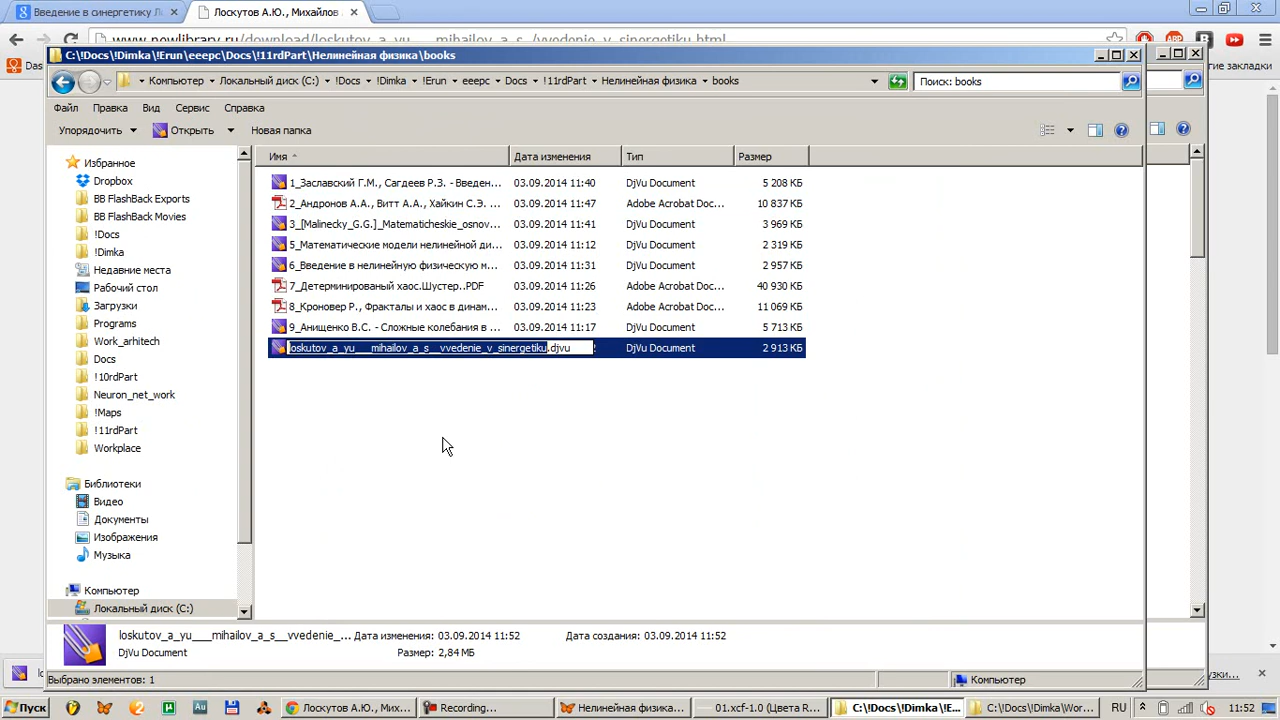 Введение в синергетику Л
Лоскутов А.Ю., Михайлов
www.newlibrary.ru/download/loskutov_a_yu___mihailov_a_s_/vvedenie_v_sinergetiku.html
Das
гие закладки
C:\!Docs\!Dimka\!Erun\eeepc\Docs\!11rdPart\Нелинейная физика\books
Компьютер
Локальный диск (C:)
!Docs
!Dimka
!Erun
eeepc
Docs
!11rdPart
Нелинейная физика
books
Поиск: books
Файл
Правка
Вид
Сервис
Справка
Упорядочить
Открыть
Новая папка
Избранное
Dropbox
BB FlashBack Exports
BB FlashBack Movies
!Docs
!Dimka
Недавние места
Рабочий стол
Загрузки
Programs
Work_arhitech
Docs
!10rdPart
Neuron_net_work
!Maps
!11rdPart
Workplace
Библиотеки
Видео
Документы
Изображения
Музыка
Компьютер
Локальный диск (C:)
Имя Дата изменения Тип Размер
1_Заславский Г.М., Сагдеев Р.З. - Введен... 03.09.2014 11:40 DjVu Document 5 208 КБ
2_Андронов А.А., Витт А.А., Хайкин С.Э. ... 03.09.2014 11:47 Adobe Acrobat Doc... 10 837 КБ
3_[Malinecky_G.G.]_Matematicheskie_osnov... 03.09.2014 11:41 DjVu Document 3 969 КБ
5_Математические модели нелинейной ди... 03.09.2014 11:12 DjVu Document 2 319 КБ
6_Введение в нелинейную физическую м... 03.09.2014 11:31 DjVu Document 2 957 КБ
7_Детерминированый хаос.Шустер..PDF 03.09.2014 11:26 Adobe Acrobat Doc... 40 930 КБ
8_Кроновер Р., Фракталы и хаос в динам... 03.09.2014 11:23 Adobe Acrobat Doc... 11 069 КБ
9_Анищенко В.С. - Сложные колебания в ... 03.09.2014 11:17 DjVu Document 5 713 КБ
loskutov_a_yu___mihailov_a_s__vvedenie_v_sinergetiku.djvu DjVu Document 2 913 КБ
loskutov_a_yu___mihailov_a_s__vvedenie_... Дата изменения: 03.09.2014 11:52 Дата создания: 03.09.2014 11:52
DjVu Document Размер: 2,84 МБ
Выбрано элементов: 1
Компьютер
Пуск
Лоскутов А.Ю., Михай...
Recording...
Нелинейная физика...
01.xcf-1.0 (Цвета R...
C:\!Docs\!Dimka\!E...
C:\!Docs\!Dimka\Wor...
RU
11:52